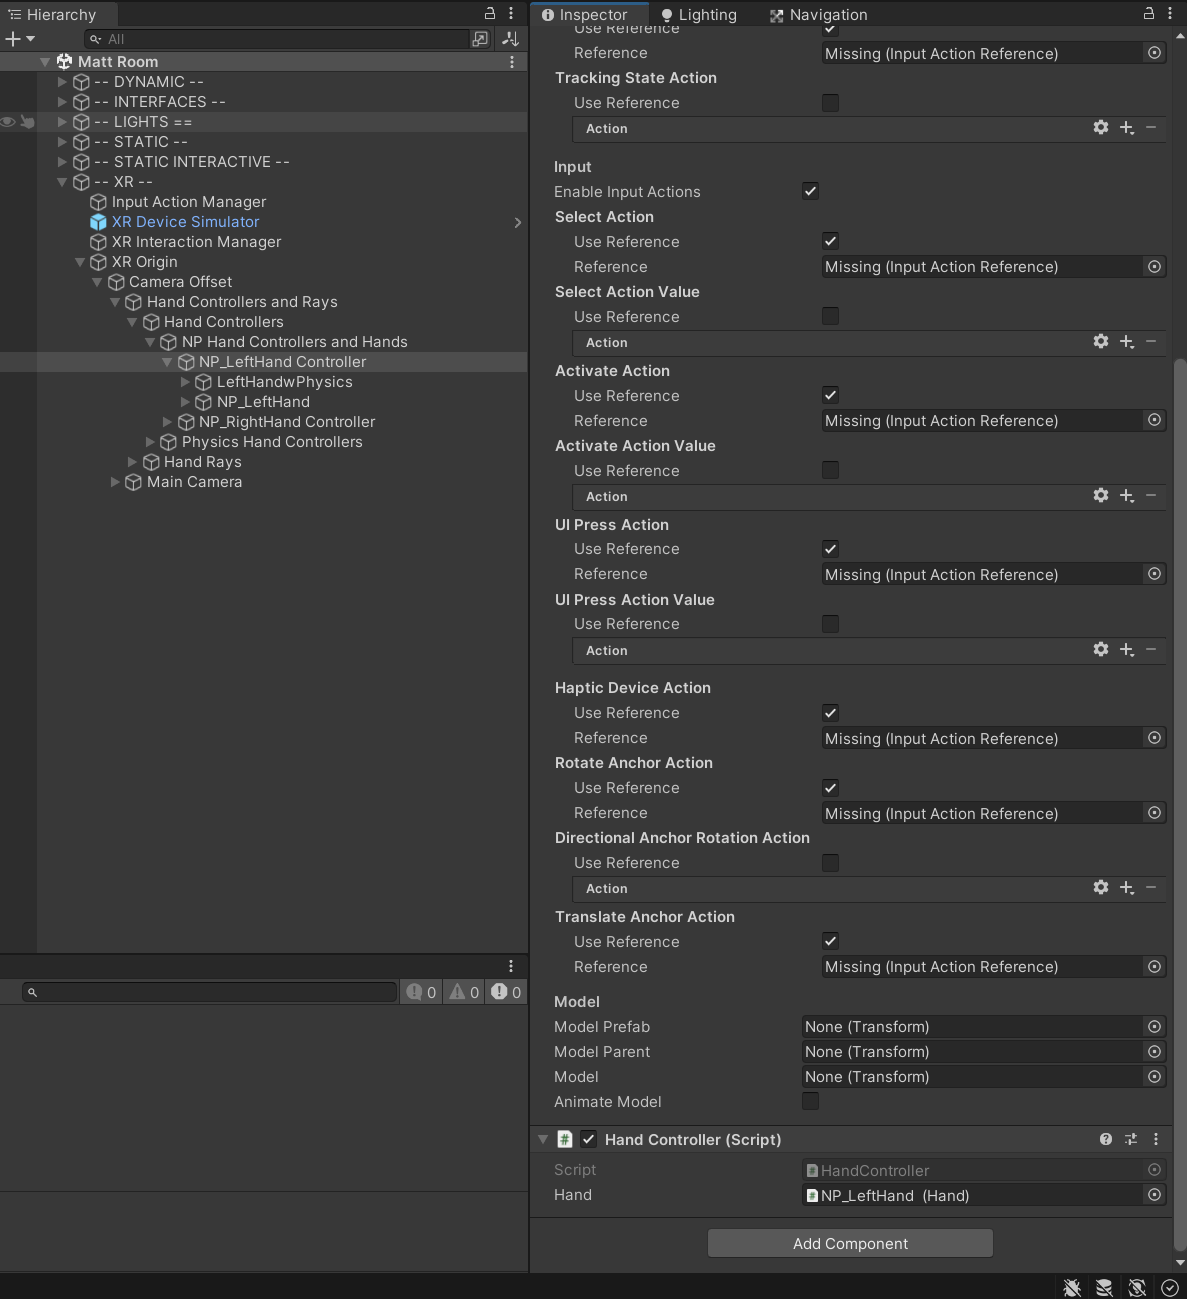 Hierarchy
All
Matt Room
-- DYNAMIC --
-- INTERFACES --
-- LIGHTS ==
-- STATIC --
-- STATIC INTERACTIVE --
-- XR --
Input Action Manager
XR Device Simulator
XR Interaction Manager
XR Origin
Camera Offset
Hand Controllers and Rays
Hand Controllers
NP Hand Controllers and Hands
NP_LeftHand Controller
LeftHandwPhysics
NP_LeftHand
NP_RightHand Controller
Physics Hand Controllers
Hand Rays
Main Camera
0 0 0
Inspector Lighting Navigation
Use Reference
Reference Missing (Input Action Reference)
Tracking State Action
Use Reference
Action
Input
Enable Input Actions
Select Action
Use Reference
Reference Missing (Input Action Reference)
Select Action Value
Use Reference
Action
Activate Action
Use Reference
Reference Missing (Input Action Reference)
Activate Action Value
Use Reference
Action
UI Press Action
Use Reference
Reference Missing (Input Action Reference)
UI Press Action Value
Use Reference
Action
Haptic Device Action
Use Reference
Reference Missing (Input Action Reference)
Rotate Anchor Action
Use Reference
Reference Missing (Input Action Reference)
Directional Anchor Rotation Action
Use Reference
Action
Translate Anchor Action
Use Reference
Reference Missing (Input Action Reference)
Model
Model Prefab None (Transform)
Model Parent None (Transform)
Model None (Transform)
Animate Model
# Hand Controller (Script)
Script # HandController
Hand # NP_LeftHand (Hand)
Add Component